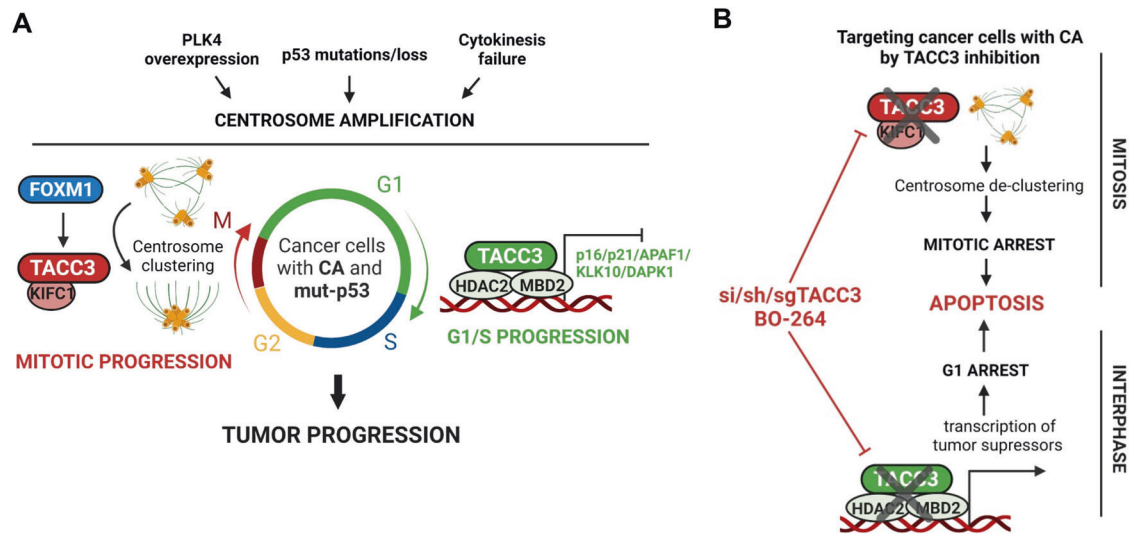 A
PLK4
overexpression
p53 mutations/loss
Cytokinesis
failure
CENTROSOME AMPLIFICATION
FOXM1
TACC3
KIFC1
Centrosome
clustering
MITOTIC PROGRESSION
M
G1
G2
S
Cancer cells
with CA and
mut-p53
TACC3
HDAC2
MBD2
p16/p21/APAF1/
KLK10/DAPK1
G1/S PROGRESSION
TUMOR PROGRESSION
B
Targeting cancer cells with CA
by TACC3 inhibition
TACC3
KIFC1
Centrosome de-clustering
MITOTIC ARREST
APOPTOSIS
G1 ARREST
transcription of
tumor supressors
si/sh/sgTACC3
BO-264
TACC3
HDAC2
MBD2
MITOSIS
INTERPHASE